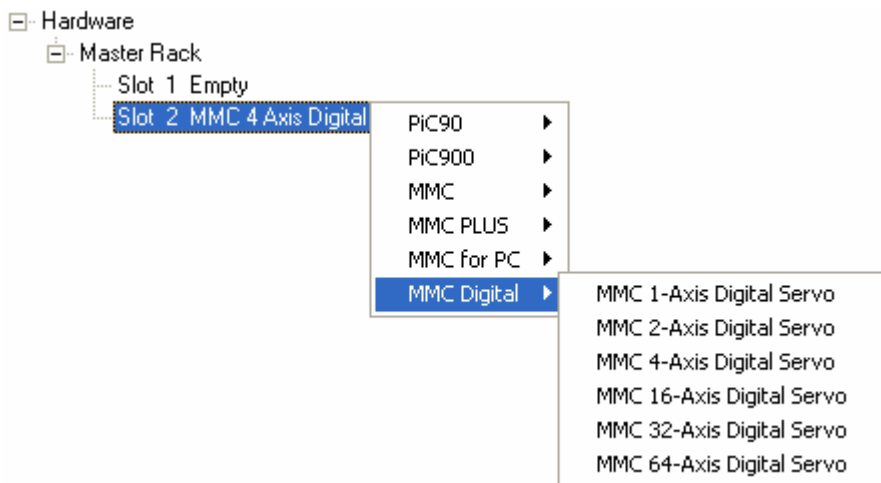 Hardware
Master Rack
Slot 1 Empty
Slot 2 MMC 4 Axis Digital
PiC90
PiC900
MMC
MMC PLUS
MMC for PC
MMC Digital
MMC 1-Axis Digital Servo
MMC 2-Axis Digital Servo
MMC 4-Axis Digital Servo
MMC 16-Axis Digital Servo
MMC 32-Axis Digital Servo
MMC 64-Axis Digital Servo